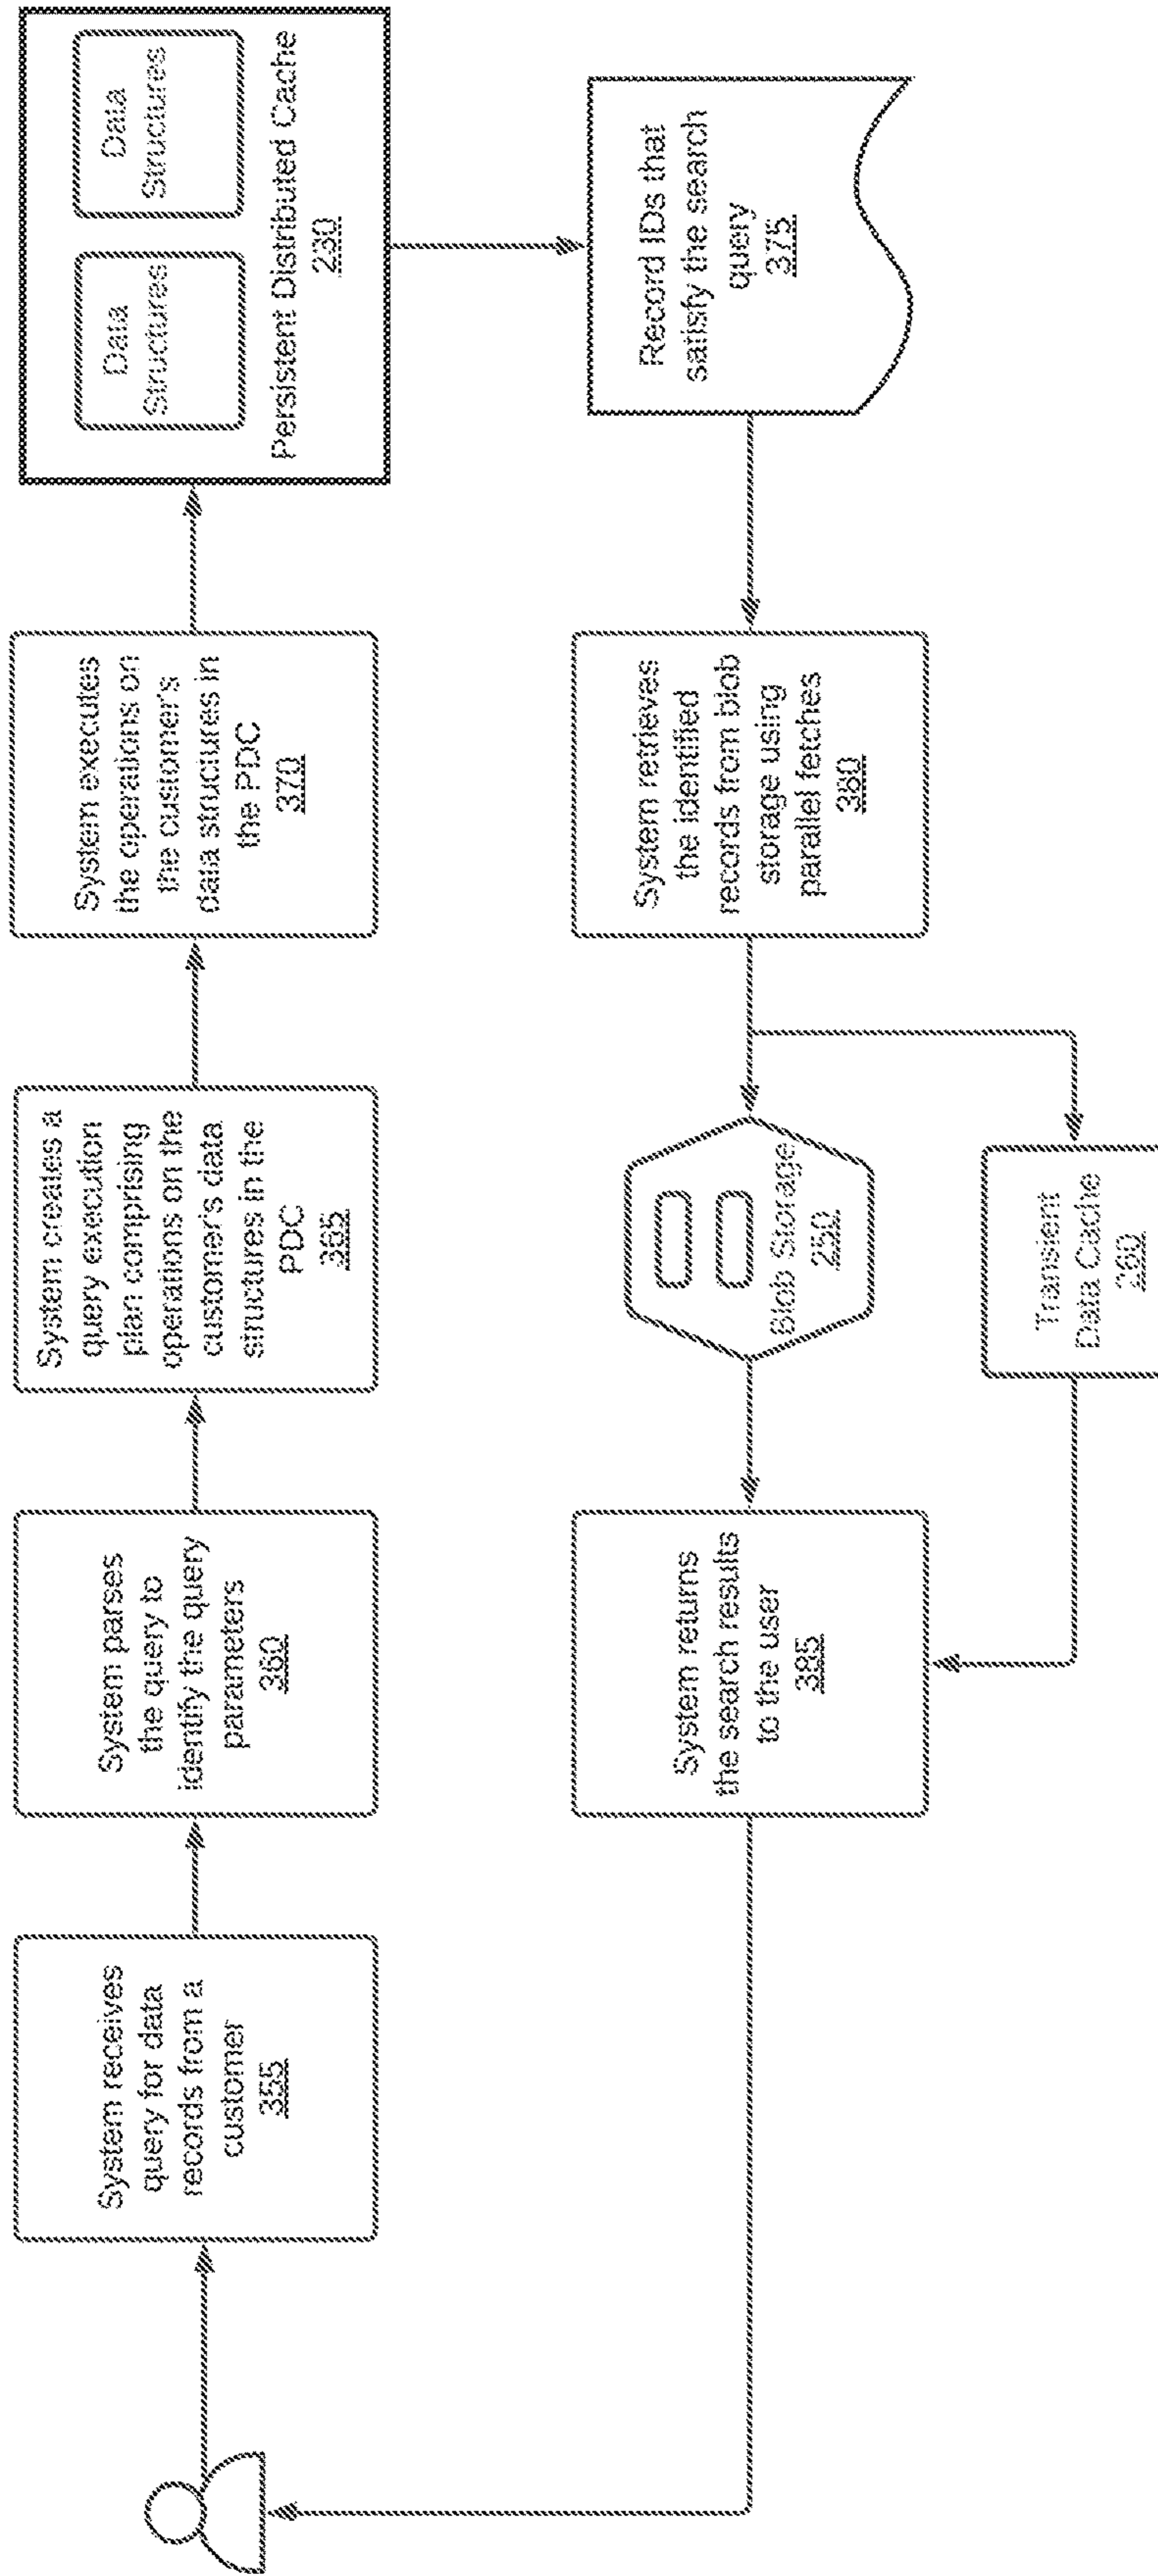 System receives
query for data
records from a
customer
355
System parses
the query to
identify the query
parameters
360
System creates a
query execution
plan comprising
operations on the
customer's data
structures in the
PDC
365
System executes
the operations on
the customer's
data structures in
the PDC
370
Data
Structures
Data
Structures
Persistent Distributed Cache
230
Record IDs that
satisfy the search
query
375
System retrieves
the identified
records from blob
storage using
parallel fetches
380
Blob Storage
250
Transient
Data Cache
260
System returns
the search results
to the user
385